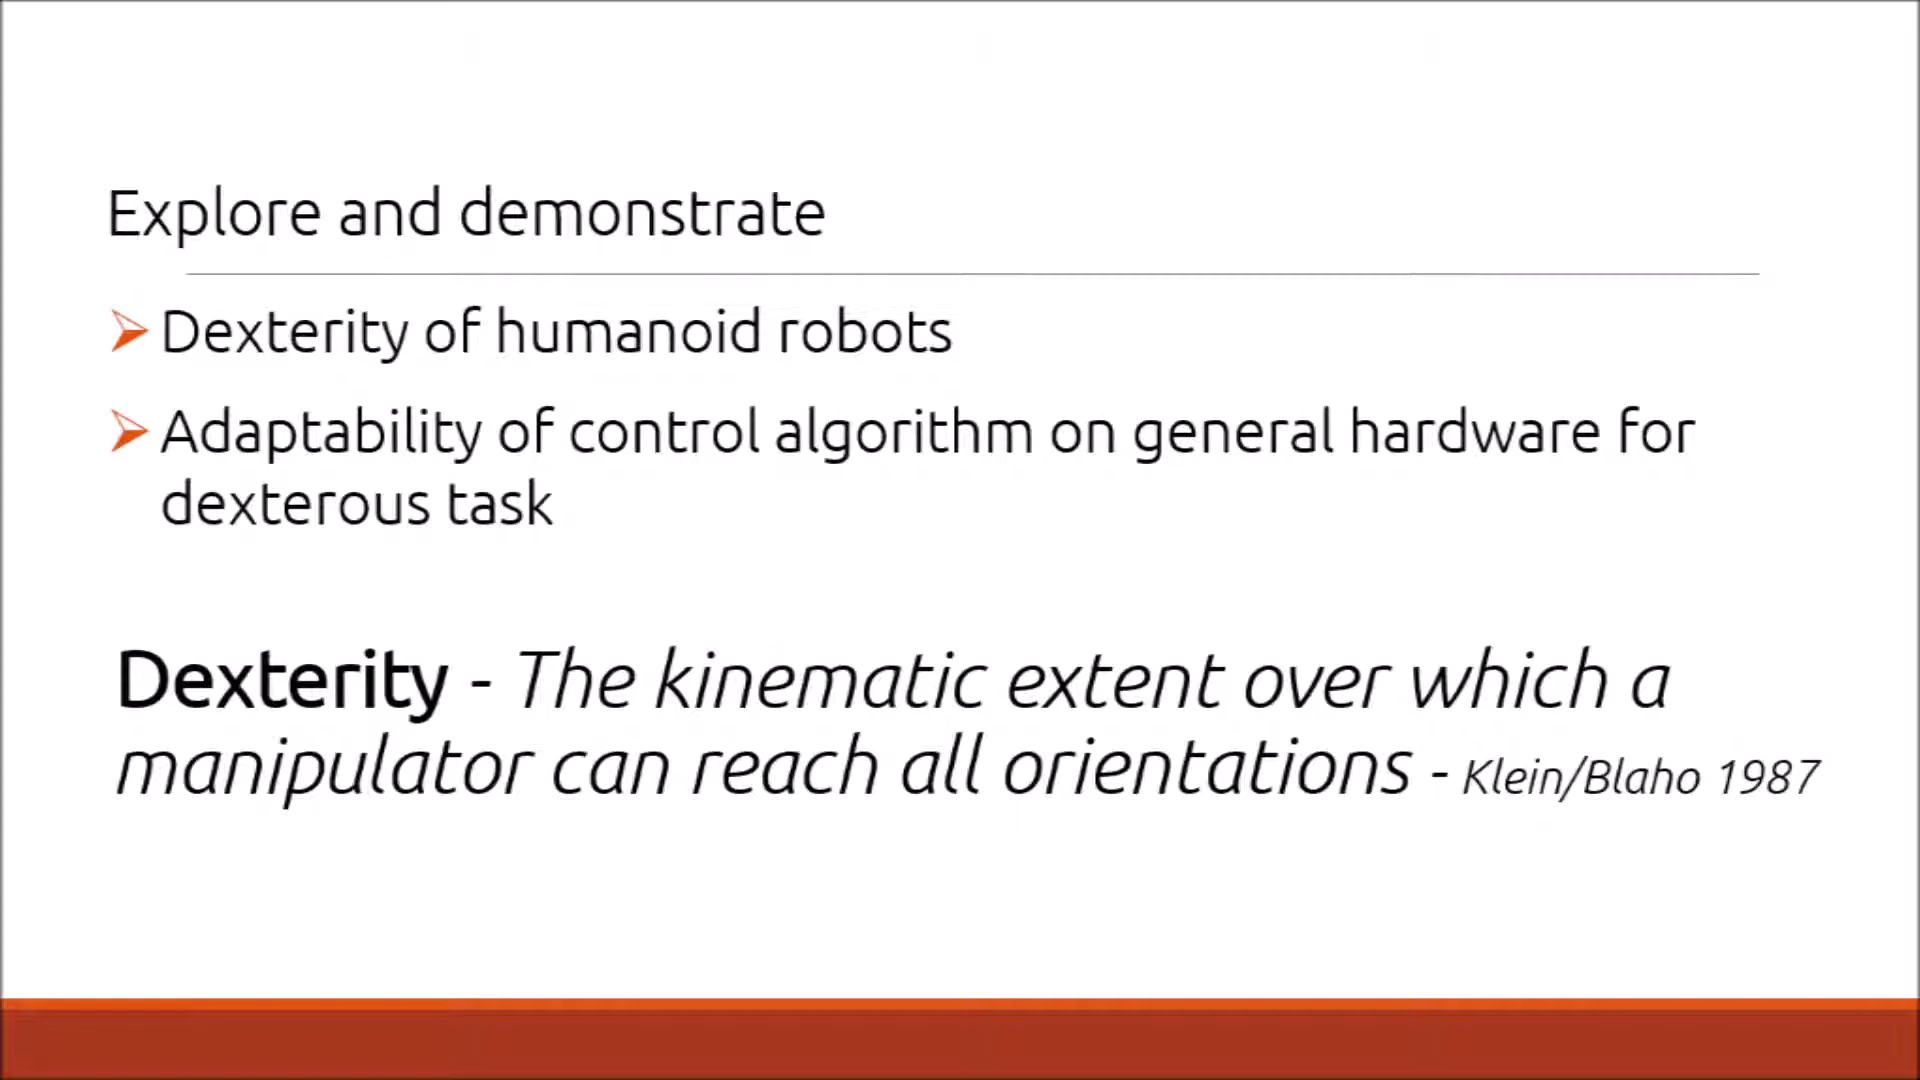 Explore and demonstrate
Dexterity of humanoid robots
Adaptability of control algorithm on general hardware for
dexterous task
Dexterity - The kinematic extent over which a
manipulator can reach all orientations - Klein/Blaho 1987